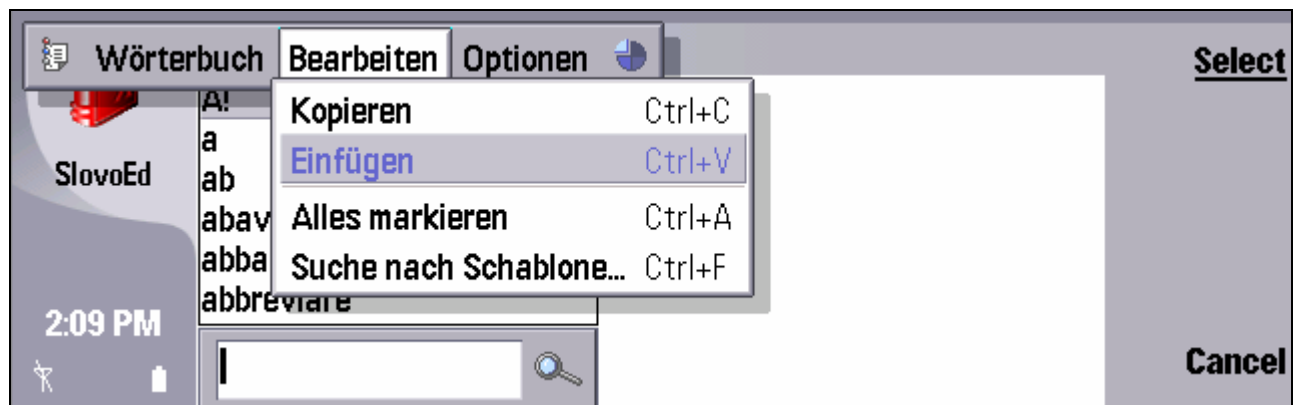 Wörterbuch Bearbeiten Optionen
Select
A!
Kopieren Ctrl+C
a
Einfügen Ctrl+V
SlovoEd
ab
abav
Alles markieren Ctrl+A
abba
Suche nach Schablone... Ctrl+F
abbreviare
2:09 PM
Cancel